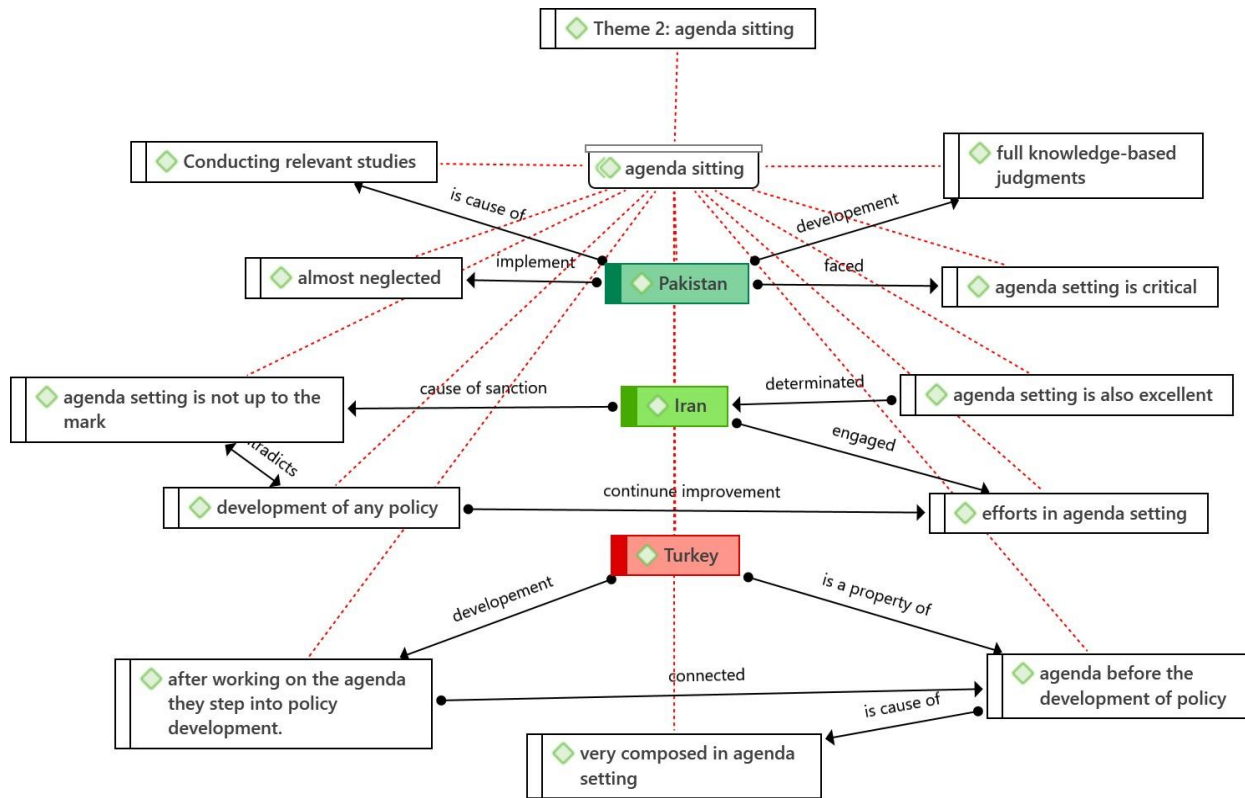 Theme 2: agenda sitting
Conducting relevant studies
agenda sitting
full knowledge-based
judgments
is cause of
developement
almost neglected
implement
Pakistan
faced
agenda setting is critical
agenda setting is not up to the
mark
cause of sanction
Iran
determinated
agenda setting is also excellent
engaged
tradicts
development of any policy
continune improvement
efforts in agenda setting
Turkey
developement
is a property of
after working on the agenda
they step into policy
development.
connected
agenda before the
development of policy
is cause of
very composed in agenda
setting